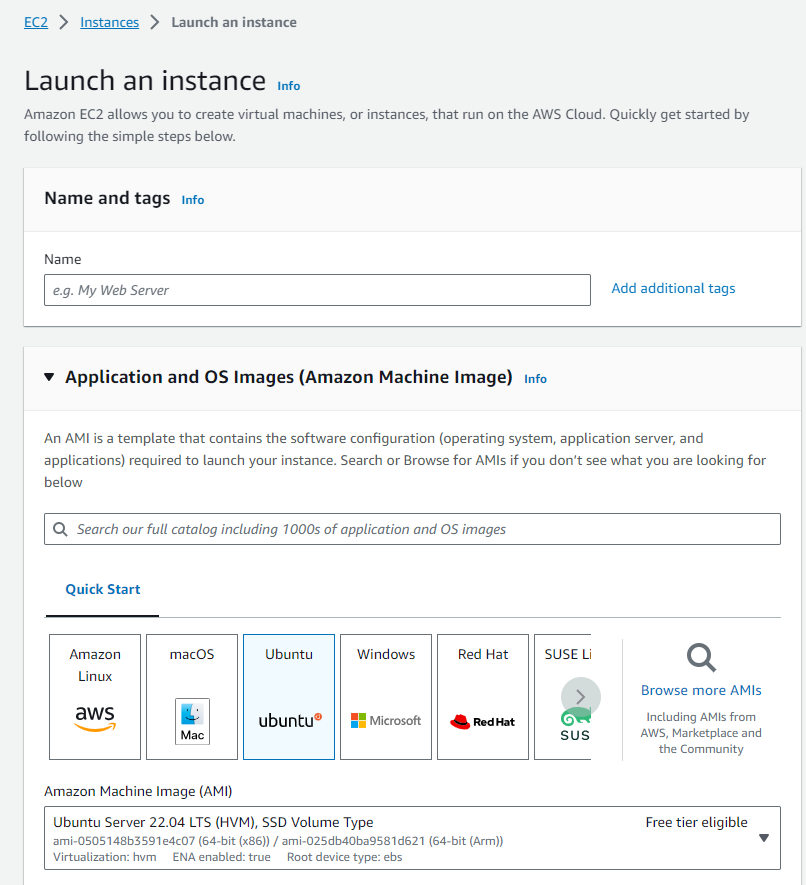 EC2 > Instances > Launch an instance
Launch an instance Info
Amazon EC2 allows you to create virtual machines, or instances, that run on the AWS Cloud. Quickly get started by
following the simple steps below.
Name and tags Info
Name
e.g. My Web Server
Add additional tags
Application and OS Images (Amazon Machine Image) Info
An AMI is a template that contains the software configuration (operating system, application server, and
applications) required to launch your instance. Search or Browse for AMIs if you don't see what you are looking for
below
Search our full catalog including 1000s of application and OS images
Quick Start
Amazon
Linux
aws
macOS
Mac
Ubuntu
ubuntu
Windows
Microsoft
Red Hat
Red Hat
SUSE Li
SUS
Browse more AMIs
Including AMIs from
AWS, Marketplace and
the Community
Amazon Machine Image (AMI)
Ubuntu Server 22.04 LTS (HVM), SSD Volume Type
Free tier eligible
ami-0505148b3591e4c07 (64-bit (x86)) / ami-025db40ba9581d621 (64-bit (Arm))
Virtualization: hvm ENA enabled: true Root device type: ebs